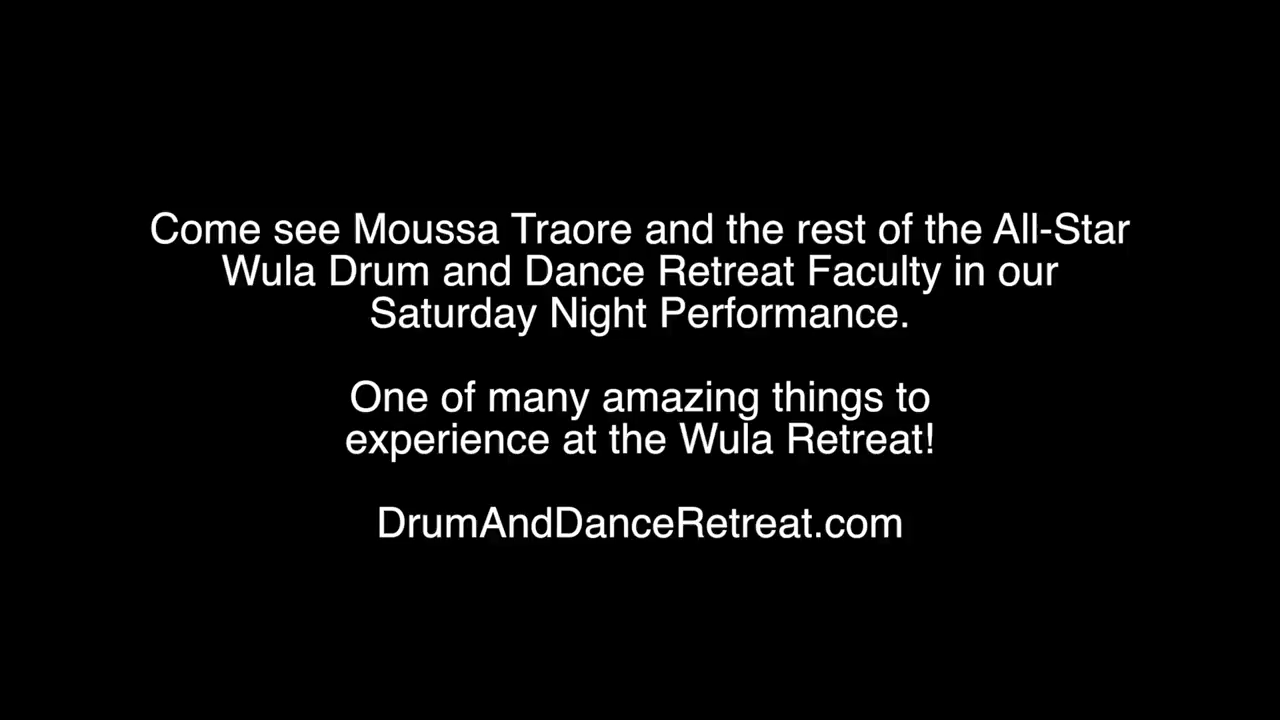 Come see Moussa Traore and the rest of the All-Star
Wula Drum and Dance Retreat Faculty in our
Saturday Night Performance.
One of many amazing things to
experience at the Wula Retreat!
DrumAndDanceRetreat.com